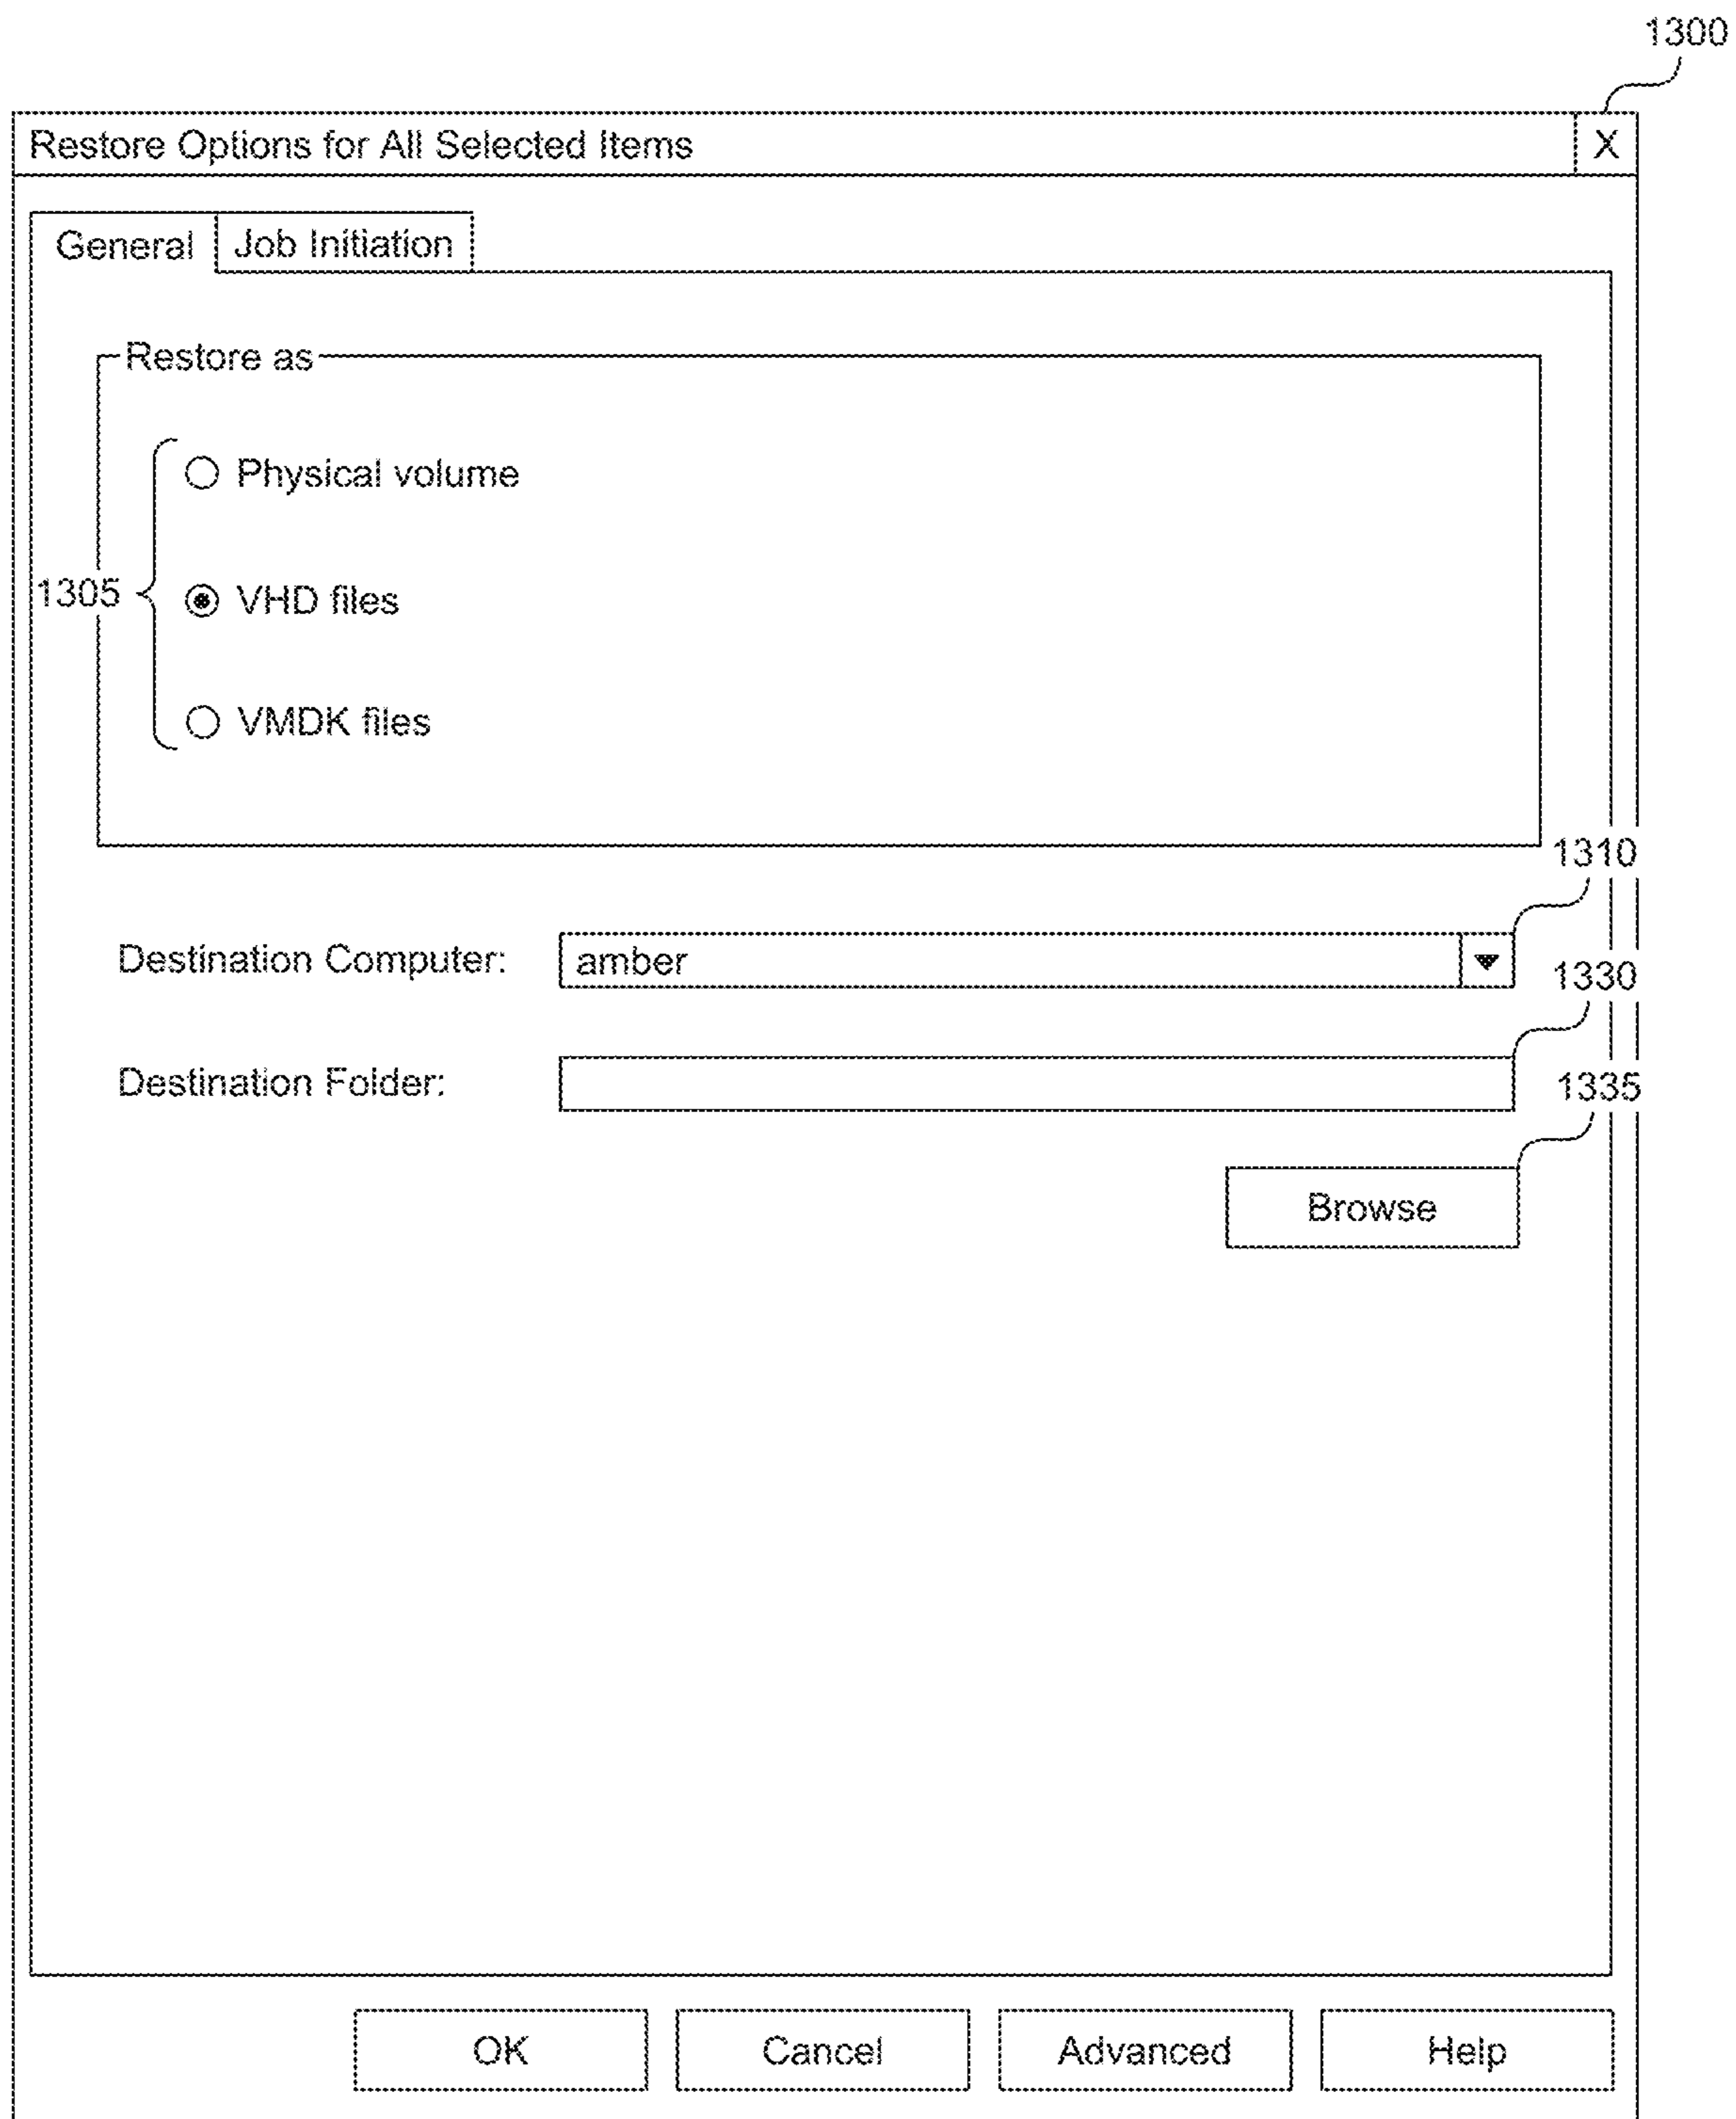 1300
Restore Options for All Selected Items X
General Job Initiation
Restore as
Physical volume
1305 VHD files
VMDK files
1310
Destination Computer: amber
1330
Destination Folder:
1335
Browse
OK Cancel Advanced Help